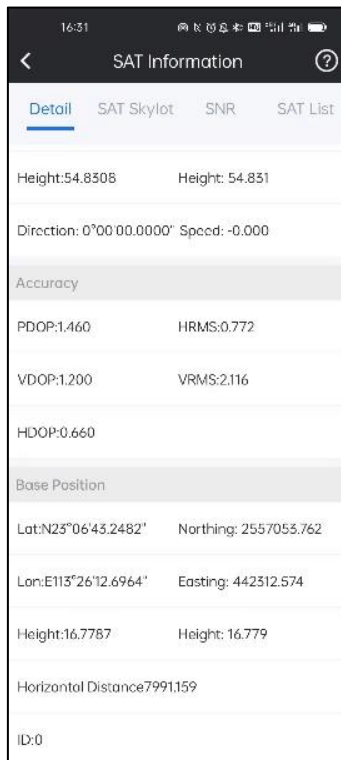 16:31
SAT Information
Detail SAT Skylot SNR SAT List
Height:54.8308 Height: 54.831
Direction: 0°00'00.0000" Speed: -0.000
Accuracy
PDOP:1.460 HRMS:0.772
VDOP:1.200 VRMS:2.116
HDOP:0.660
Base Position
Lat:N23°06'43.2482" Northing: 2557053.762
Lon:E113°26'12.6964" Easting: 442312.574
Height:16.7787 Height: 16.779
Horizontal Distance7991.159
ID:0